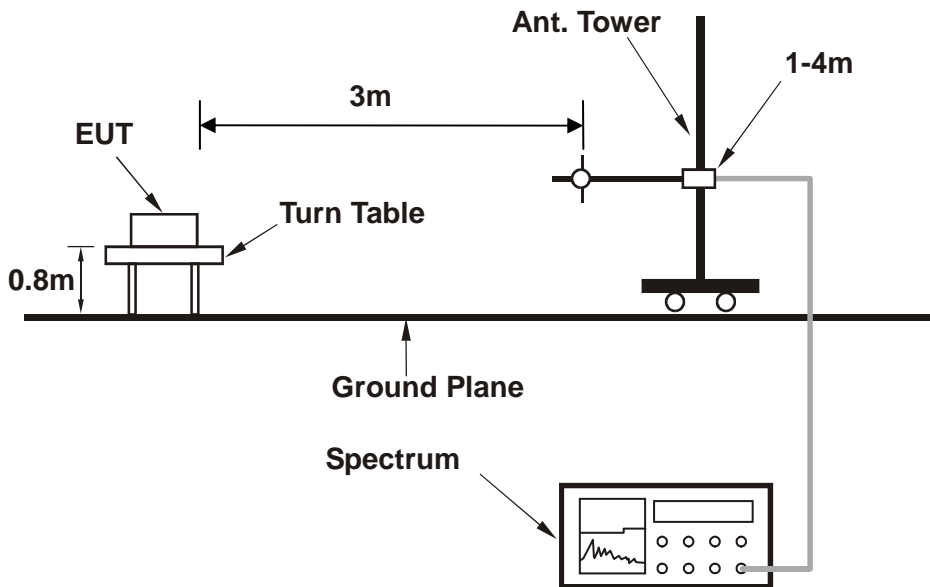 Ant. Tower
1-4m
3m
EUT
Turn Table
0.8m
Ground Plane
Spectrum